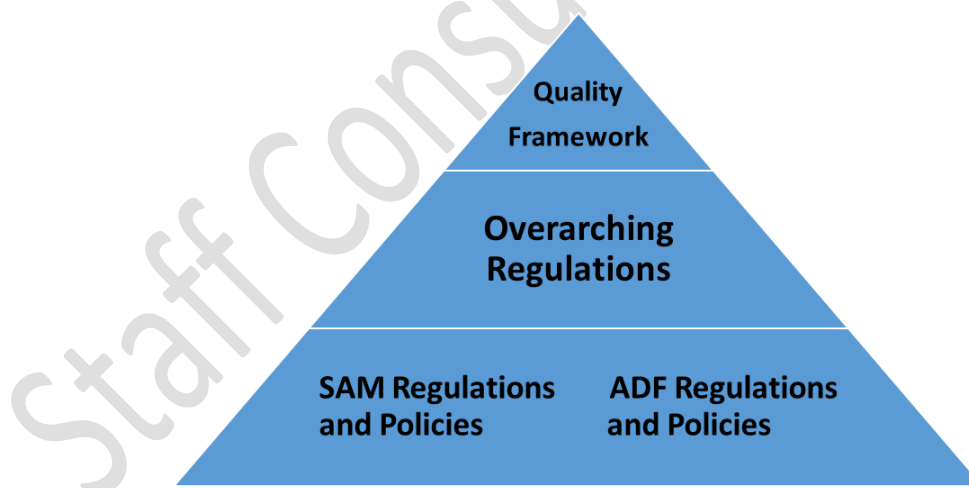 Quality
Framework
Overarching
Regulations
SAM Regulations ADF Regulations
and Policies and Policies
Staff